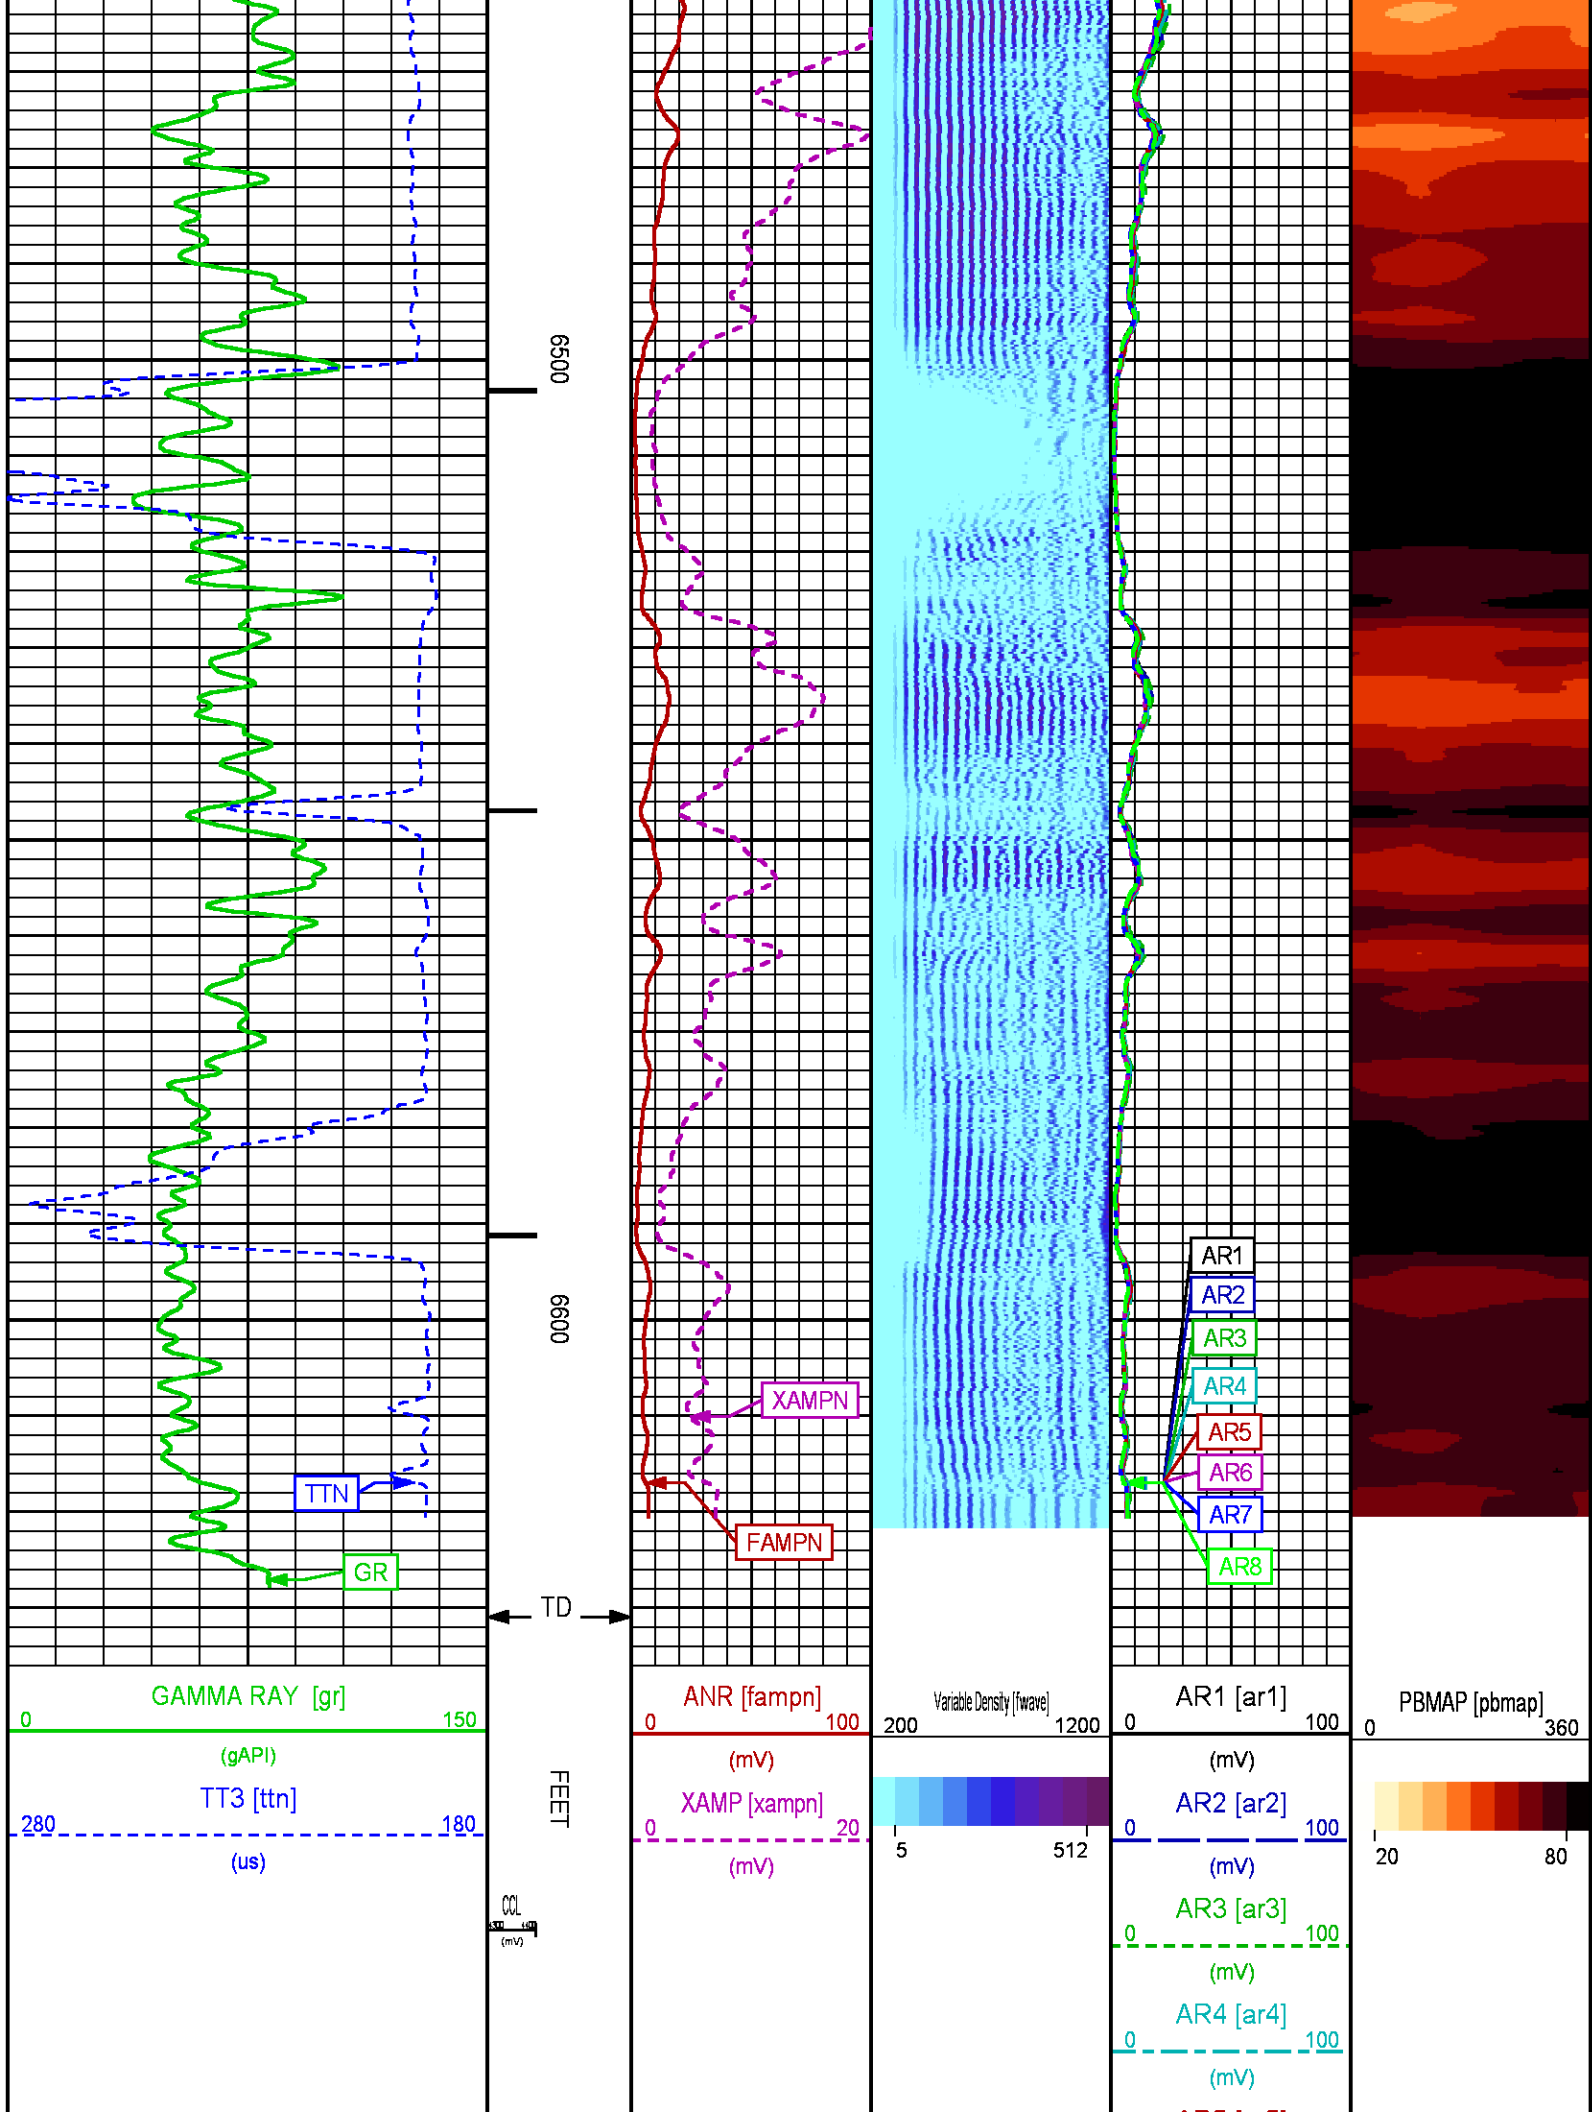 6500
AR1
AR2
AR3
6600
AR4
XAMPN
AR5
AR6
TTN
AR7
FAMPN
AR8
GR
TD
GAMMA RAY [gr]
0 150
(gAPI)
TT3 [ttn]
280 180
(us)
FEET
CCL
(mV)
ANR [fampn]
0 100
(mV)
XAMP [xampn]
0 20
(mV)
Variable Density [fwave]
200 1200
5 512
AR1 [ar1]
0 100
(mV)
AR2 [ar2]
0 100
(mV)
AR3 [ar3]
0 100
(mV)
AR4 [ar4]
0 100
(mV)
PBMAP [pbmap]
0 360
20 80